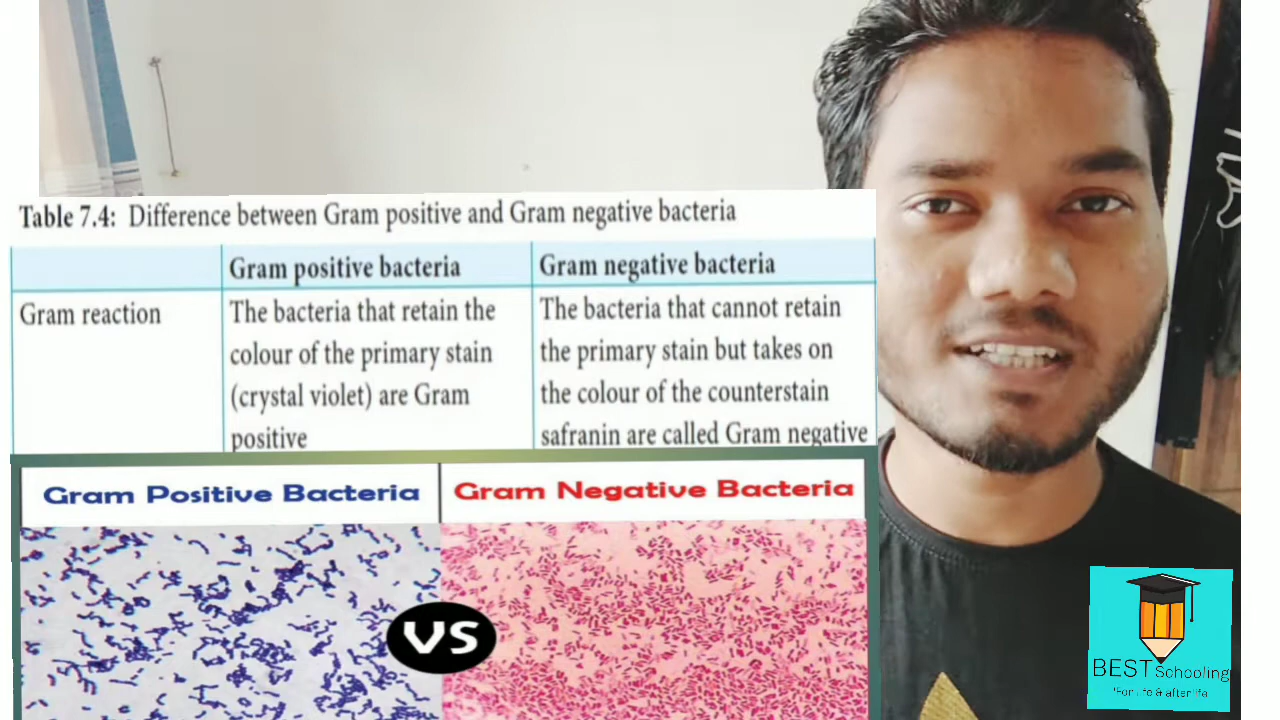 Table 7.4: Difference between Gram positive and Gram negative bacteria
Gram positive bacteria
Gram negative bacteria
Gram reaction
The bacteria that retain the
colour of the primary stain
(crystal violet) are Gram
positive
The bacteria that cannot retain
the primary stain but takes on
the colour of the counterstain
safranin are called Gram negative
Gram Positive Bacteria
Gram Negative Bacteria
VS
BEST Schooling